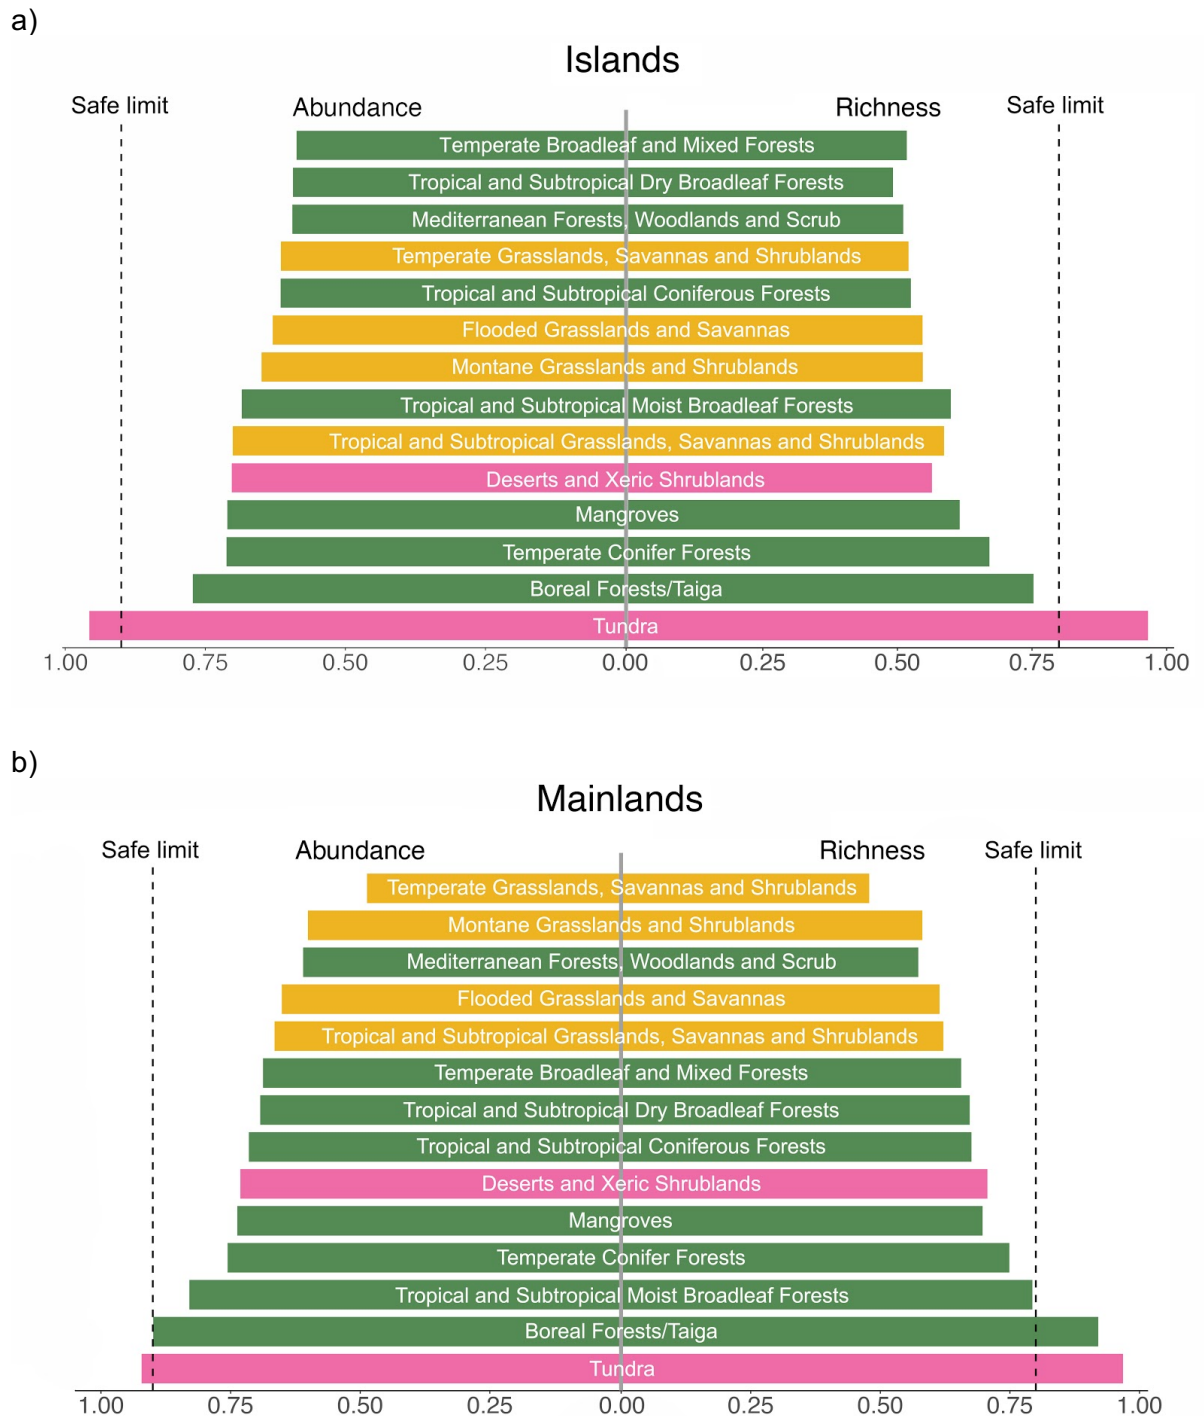 a)
Islands
Safe limit Abundance Richness Safe limit
Temperate Broadleaf and Mixed Forests
Tropical and Subtropical Dry Broadleaf Forests
Mediterranean Forests, Woodlands and Scrub
Temperate Grasslands, Savannas and Shrublands
Tropical and Subtropical Coniferous Forests
Flooded Grasslands and Savannas
Montane Grasslands and Shrublands
Tropical and Subtropical Moist Broadleaf Forests
Tropical and Subtropical Grasslands, Savannas and Shrublands
Deserts and Xeric Shrublands
Mangroves
Temperate Conifer Forests
Boreal Forests/Taiga
Tundra
1.00 0.75 0.50 0.25 0.00 0.25 0.50 0.75 1.00
b)
Mainlands
Safe limit Abundance Richness Safe limit
Temperate Grasslands, Savannas and Shrublands
Montane Grasslands and Shrublands
Mediterranean Forests, Woodlands and Scrub
Flooded Grasslands and Savannas
Tropical and Subtropical Grasslands, Savannas and Shrublands
Temperate Broadleaf and Mixed Forests
Tropical and Subtropical Dry Broadleaf Forests
Tropical and Subtropical Coniferous Forests
Deserts and Xeric Shrublands
Mangroves
Temperate Conifer Forests
Tropical and Subtropical Moist Broadleaf Forests
Boreal Forests/Taiga
Tundra
1.00 0.75 0.50 0.25 0.00 0.25 0.50 0.75 1.00